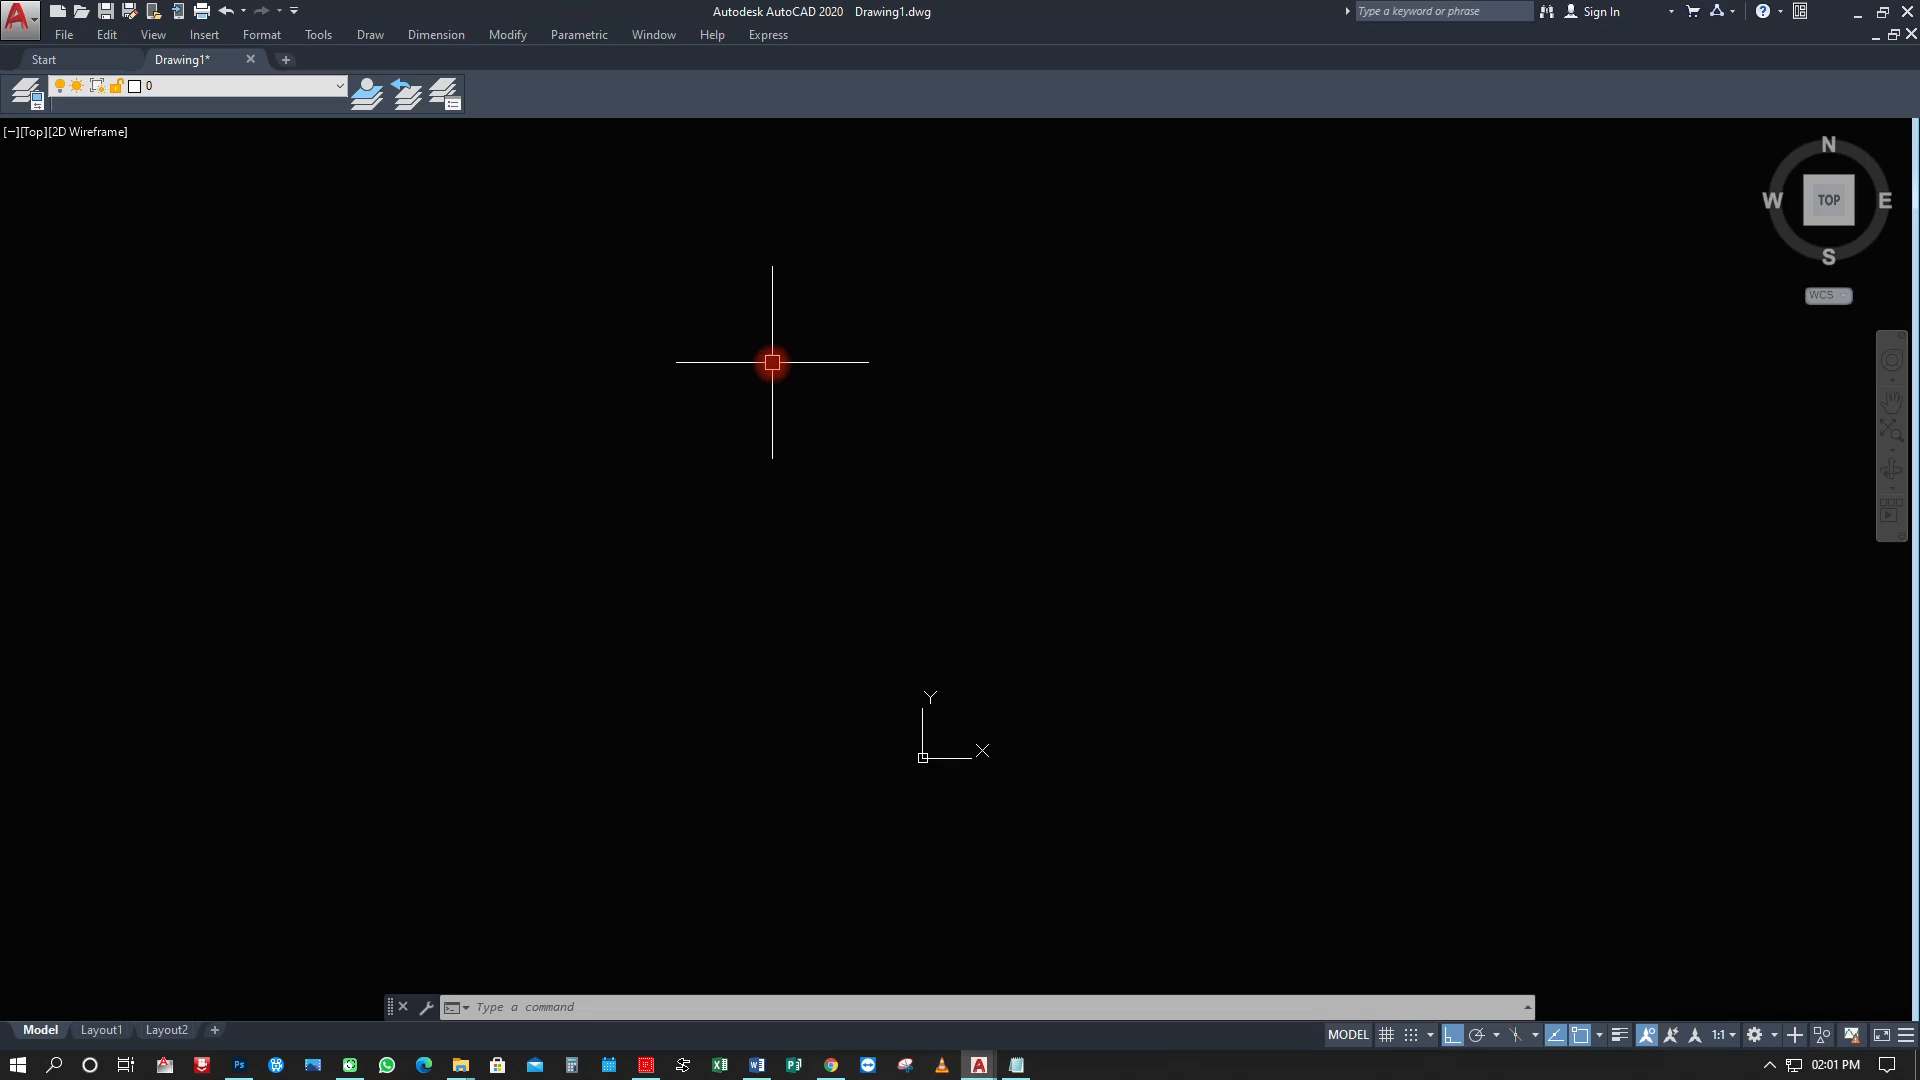 Autodesk AutoCAD 2020 Drawing1.dwg
Type a keyword or phrase
Sign In
File Edit View Insert Format Tools Draw Dimension Modify Parametric Window Help Express
Start Drawing1*
0
[−][Top][2D Wireframe]
N
W TOP E
S
WCS
Y
X
Type a command
Model Layout1 Layout2
MODEL 1:1
02:01 PM